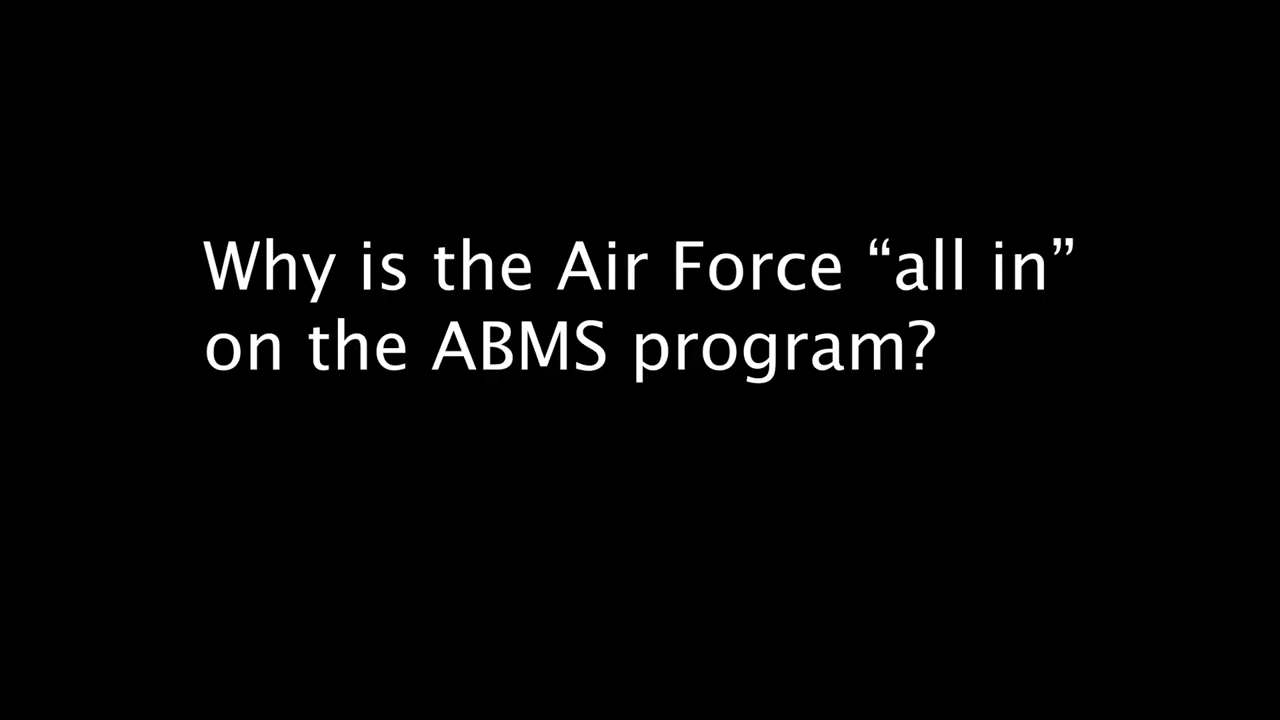 Why is the Air Force “all in”
on the ABMS program?